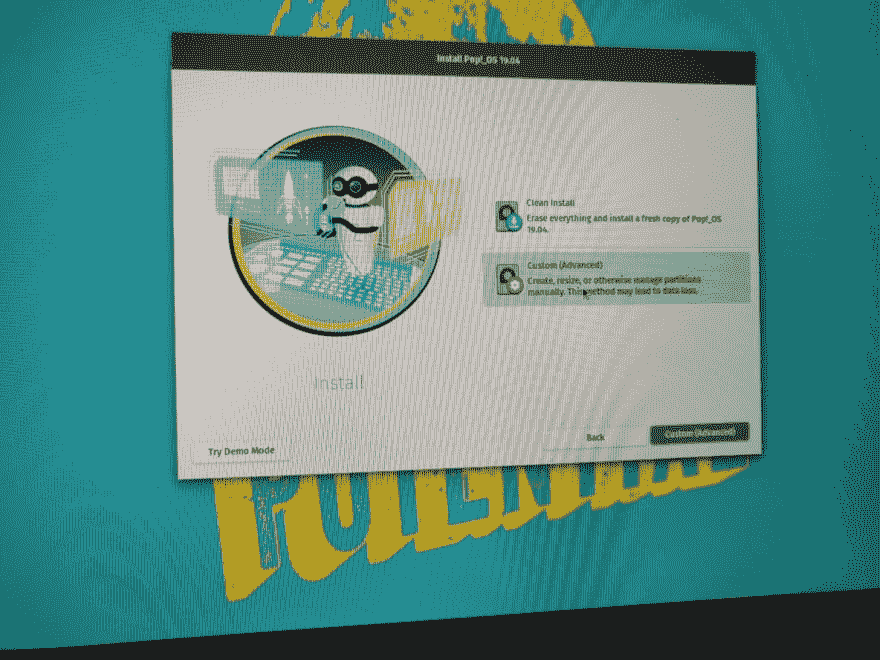 Install Pop!_OS 19.04
Clean Install
Erase everything and install a fresh copy of Pop!_OS
19.04.
Custom (Advanced)
Create, resize, or otherwise manage partitions
manually. This method may lead to data loss.
Install
Try Demo Mode
Back
Custom (Advanced)
POTENTIAL